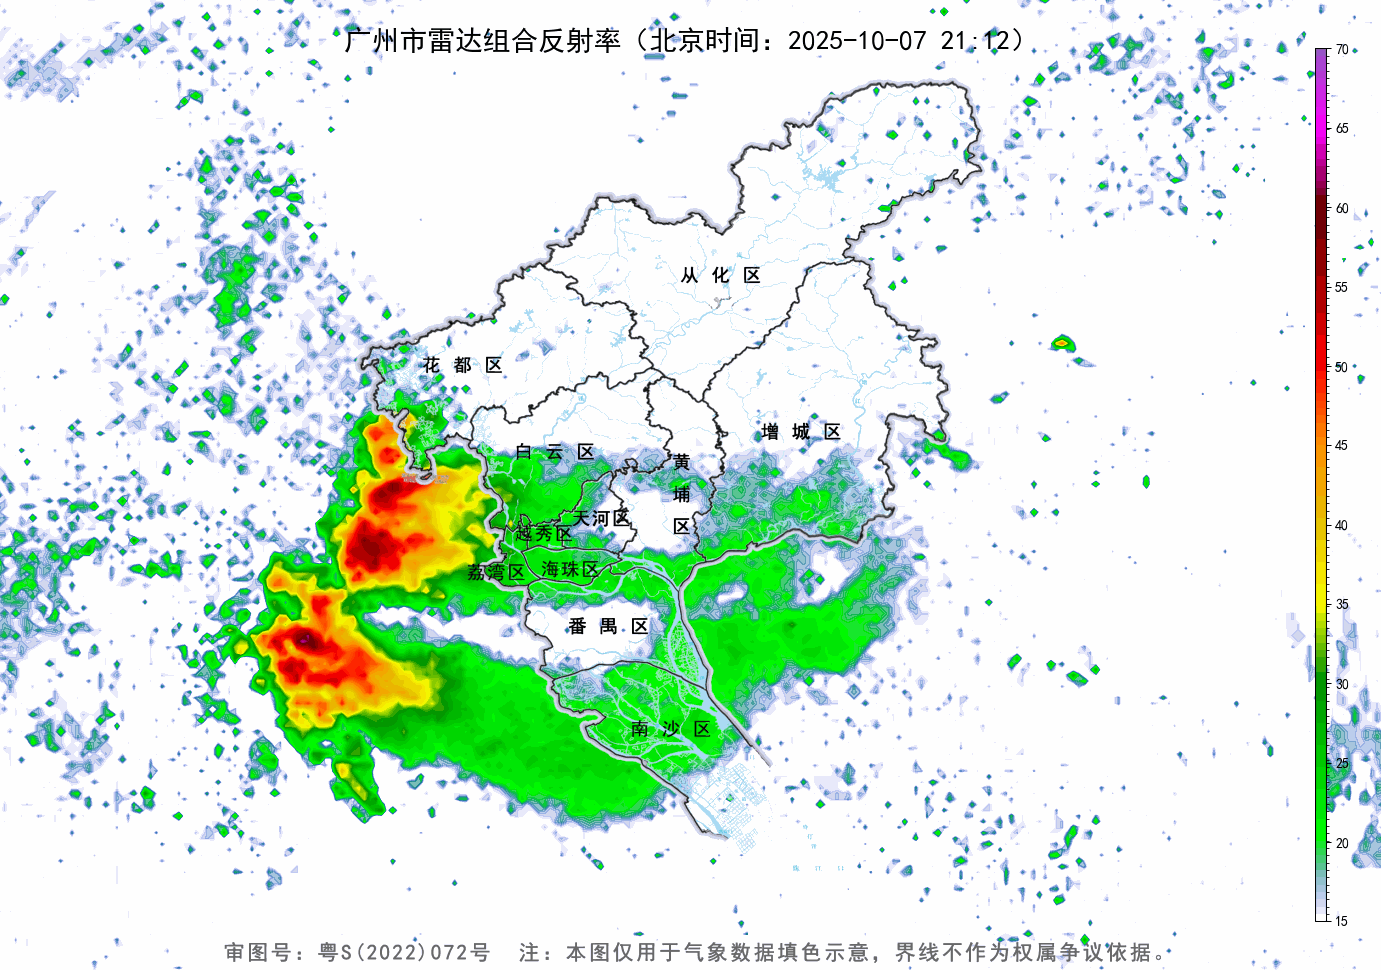 广州市雷达组合反射率（北京时间：2025-10-07 21:12）
70
65
60
55
50
45
40
35
30
25
20
15
从化区
花都区
增城区
白云区
黄埔区
天河区
越秀区
荔湾区
海珠区
番禺区
南沙区
审图号：粤S(2022)072号 注：本图仅用于气象数据填色示意，界线不作为权属争议依据。